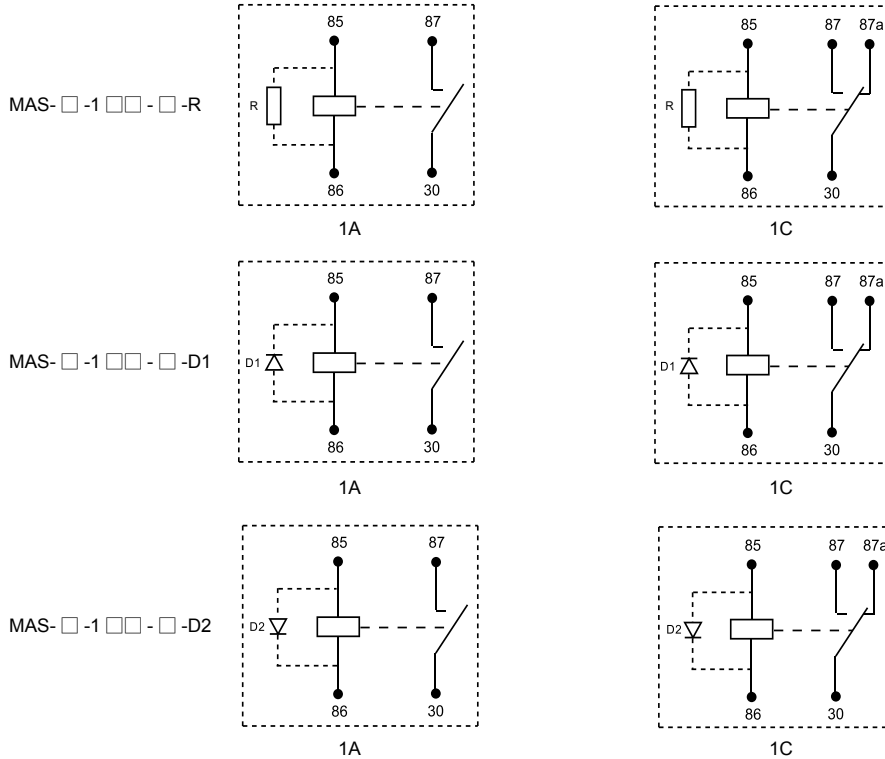 85 87 85 87 87a
MAS- □ -1 □□ - □ -R
R R
86 30 86 30
1A 1C
85 87 85 87 87a
MAS- □ -1 □□ - □ -D1
D1 D1
86 30 86 30
1A 1C
85 87 85 87 87a
MAS- □ -1 □□ - □ -D2
D2 D2
86 30 86 30
1A 1C